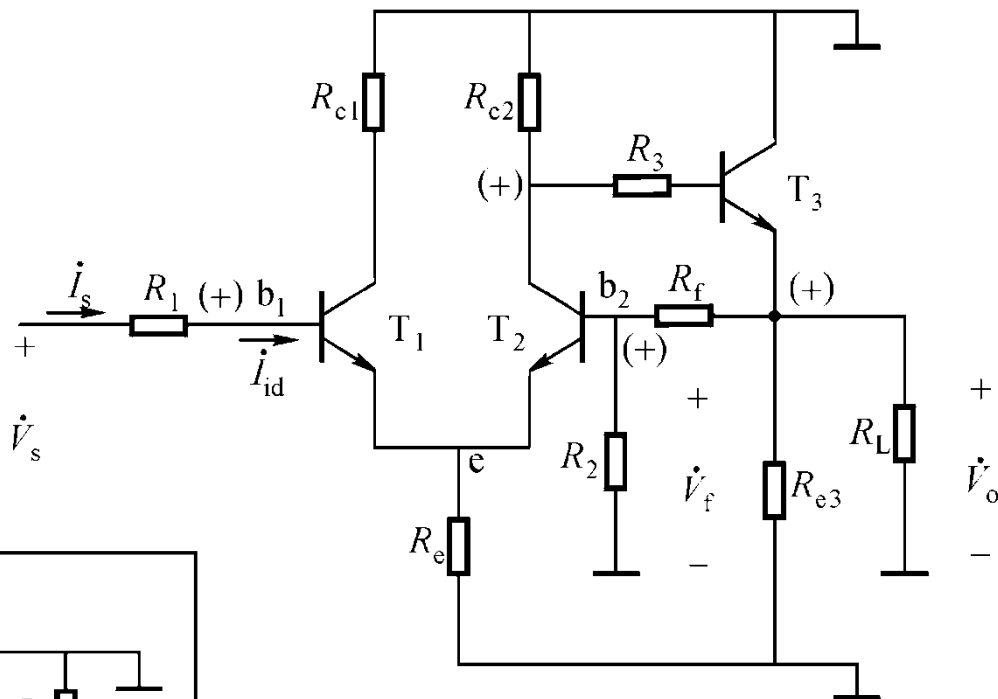 R_c1
R_c2
R_3
(+)
T_3
İ_s
R_1
(+)
b_1
b_2
R_f
(+)
T_1
T_2
(+)
+
İ_id
+
+
V̇_s
R_2
V̇_f
R_L
V̇_o
e
R_e3
R_e
−
−